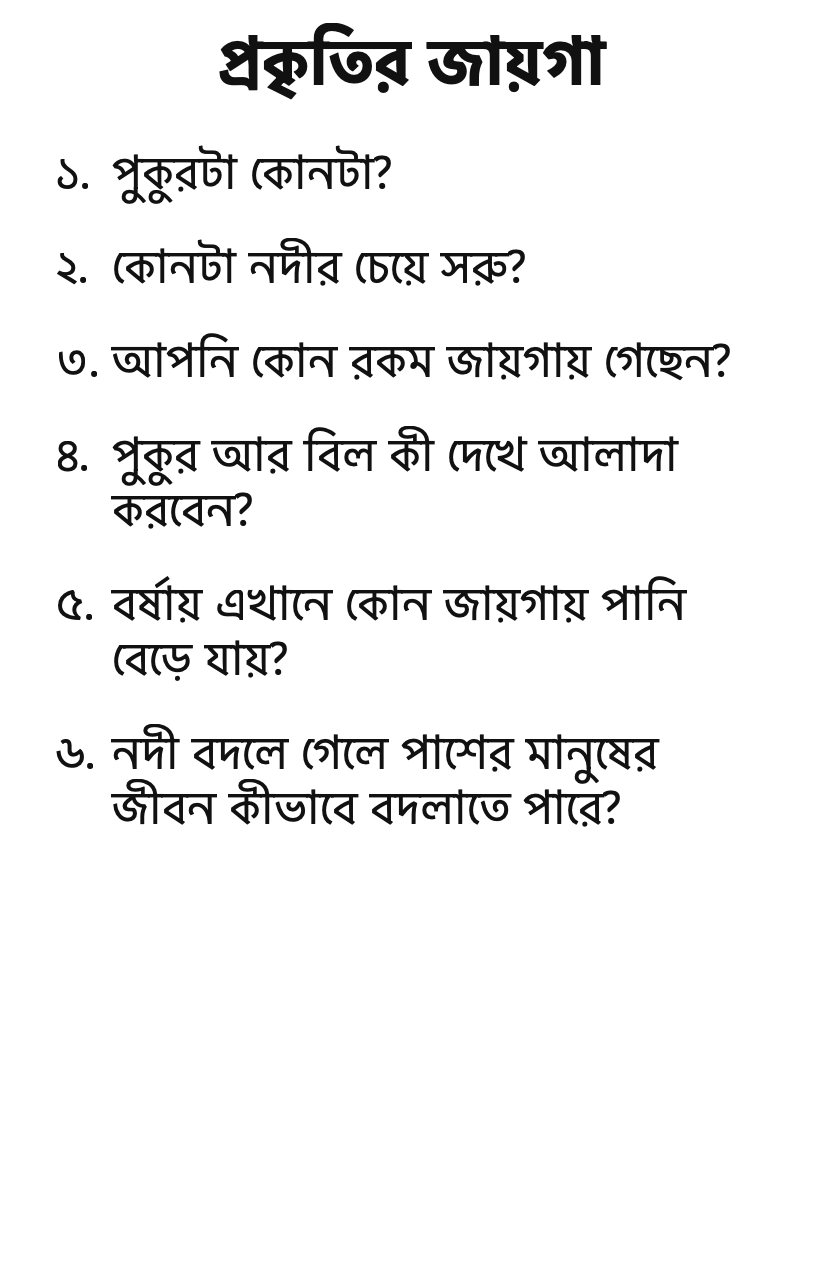 প্রকৃতির জায়গা
১. পুকুরটা কোনটা?
২. কোনটা নদীর চেয়ে সরু?
৩. আপনি কোন রকম জায়গায় গেছেন?
৪. পুকুর আর বিল কী দেখে আলাদা
করবেন?
৫. বর্ষায় এখানে কোন জায়গায় পানি
বেড়ে যায়?
৬. নদী বদলে গেলে পাশের মানুষের
জীবন কীভাবে বদলাতে পারে?